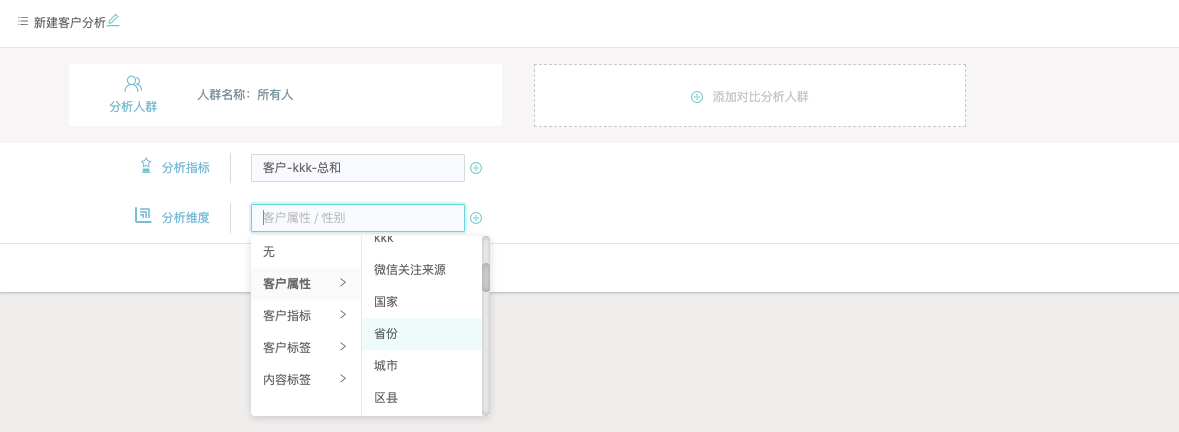 新建客户分析
分析人群
人群名称：所有人
添加对比分析人群
分析指标
客户-kkk-总和
分析维度
客户属性 / 性别
无
客户属性
客户指标
客户标签
内容标签
kkk
微信关注来源
国家
省份
城市
区县